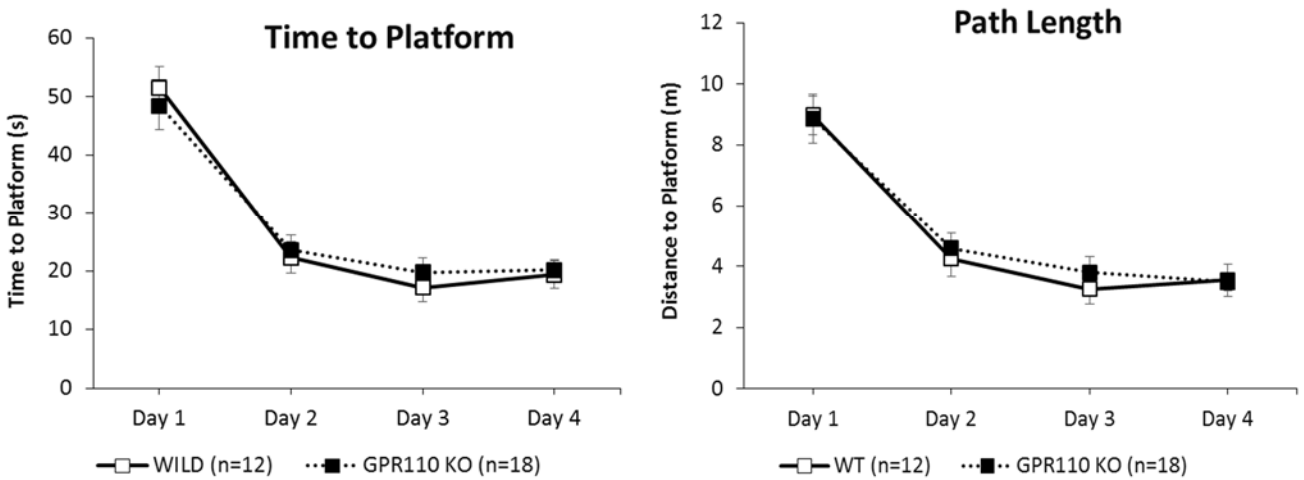 Time to Platform
Time to Platform (s)
60
50
40
30
20
10
0
Day 1 Day 2 Day 3 Day 4
WILD (n=12) GPR110 KO (n=18)
Path Length
Distance to Platform (m)
12
10
8
6
4
2
0
Day 1 Day 2 Day 3 Day 4
WT (n=12) GPR110 KO (n=18)